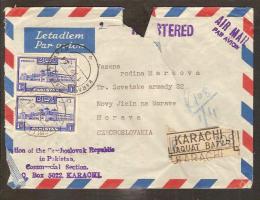 Letadlem
Par avion
REGISTERED
AIR MAIL
PAR AVION
Vazena
rodina Markova
Tr. Sovetske armady 32
Novy Jicin na Morave
Morava
CZECHOSLOVAKIA
PAKISTAN
PAKISTAN
KARACHI
LIAQUAT BA
KARACHI
tion of the Czechoslovak Republic
in Pakistan,
Commercial Section.
O. Box 5022, KARACHI.